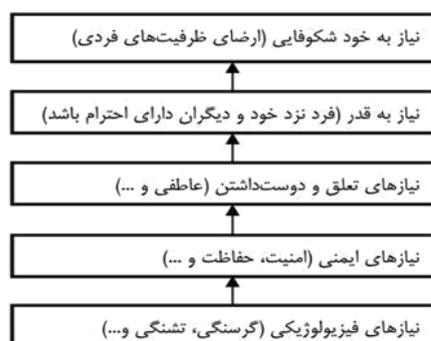 نیاز به خود شکوفایی (ارضای ظرفیت‌های فردی)
نیاز به قدر (فرد نزد خود و دیگران دارای احترام باشد)
نیازهای تعلق و دوست‌داشتن (عاطفی و ...)
نیازهای ایمنی (امنیت، حفاظت و ...)
نیازهای فیزیولوژیکی (گرسنگی، تشنگی و...)